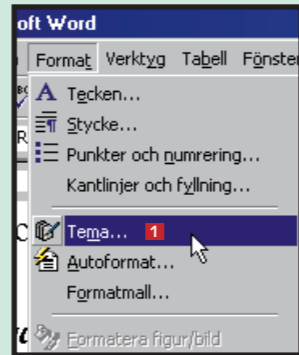 oft Word
Format Verktyg Tabell Fönster
Tecken...
Stycke...
Punkter och numrering...
Kantlinjer och fyllning...
Tema... 1
Autoformat...
Formatmall...
Formatera figur/bild